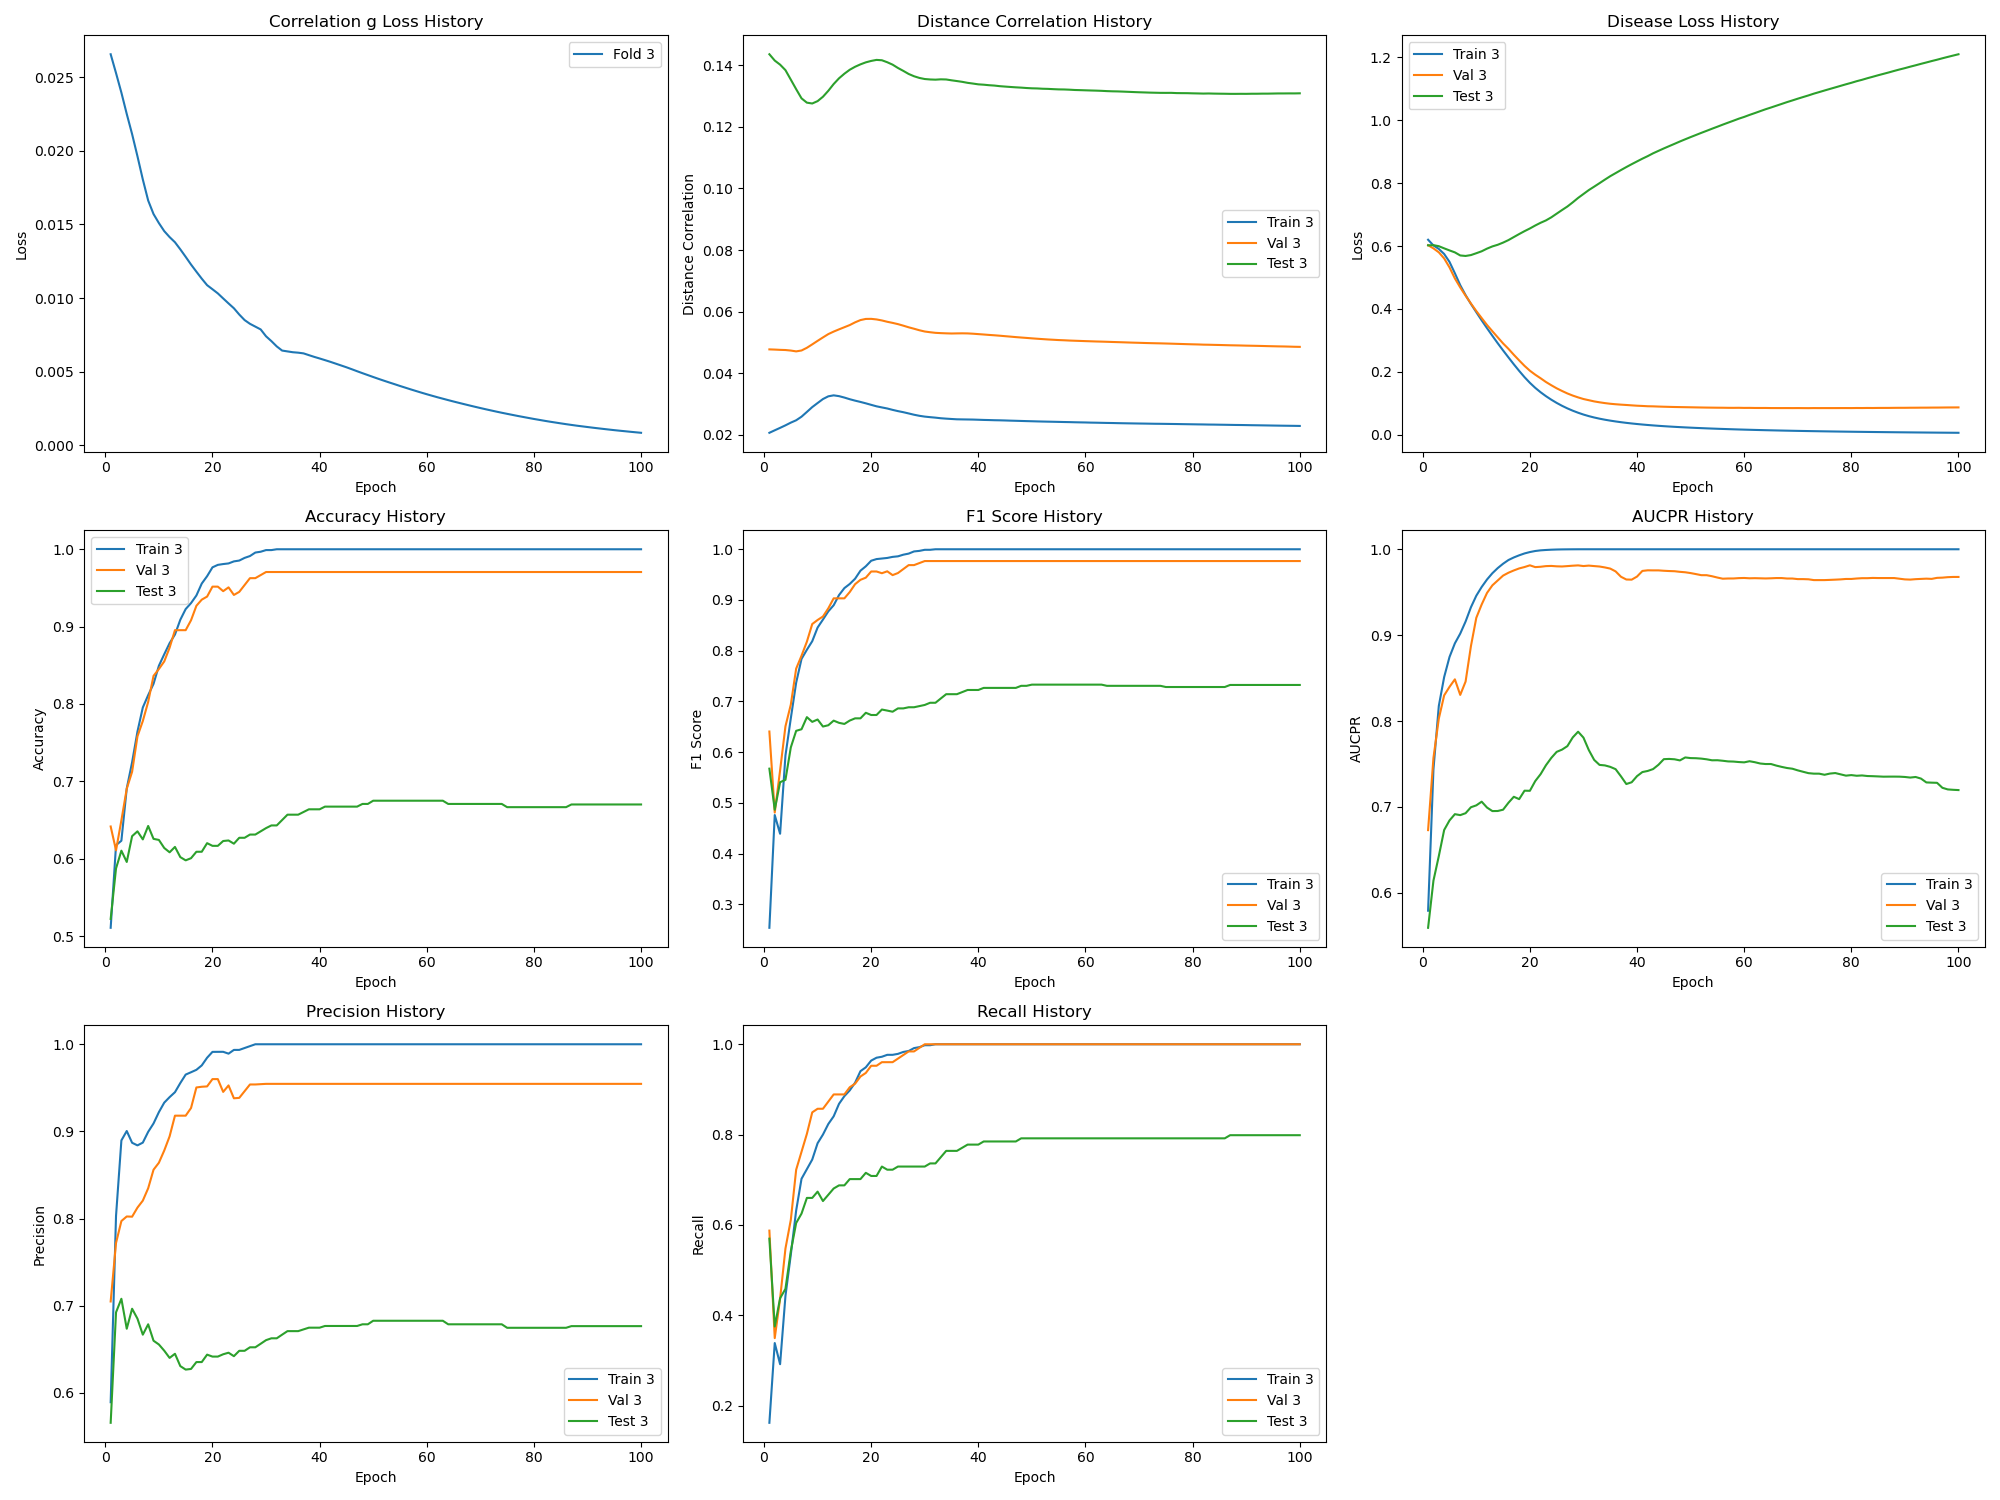 Correlation g Loss History
Fold 3
0.025
0.020
0.015
0.010
0.005
0.000
Loss
0 20 40 60 80 100
Epoch
Distance Correlation History
0.14
0.12
0.10
0.08
0.06
0.04
0.02
Distance Correlation
Train 3
Val 3
Test 3
0 20 40 60 80 100
Epoch
Disease Loss History
Train 3
Val 3
Test 3
1.2
1.0
0.8
0.6
0.4
0.2
0.0
Loss
0 20 40 60 80 100
Epoch
Accuracy History
Train 3
Val 3
Test 3
1.0
0.9
0.8
0.7
0.6
0.5
Accuracy
0 20 40 60 80 100
Epoch
F1 Score History
1.0
0.9
0.8
0.7
0.6
0.5
0.4
0.3
F1 Score
Train 3
Val 3
Test 3
0 20 40 60 80 100
Epoch
AUCPR History
1.0
0.9
0.8
0.7
0.6
AUCPR
Train 3
Val 3
Test 3
0 20 40 60 80 100
Epoch
Precision History
1.0
0.9
0.8
0.7
0.6
Precision
Train 3
Val 3
Test 3
0 20 40 60 80 100
Epoch
Recall History
1.0
0.8
0.6
0.4
0.2
Recall
Train 3
Val 3
Test 3
0 20 40 60 80 100
Epoch